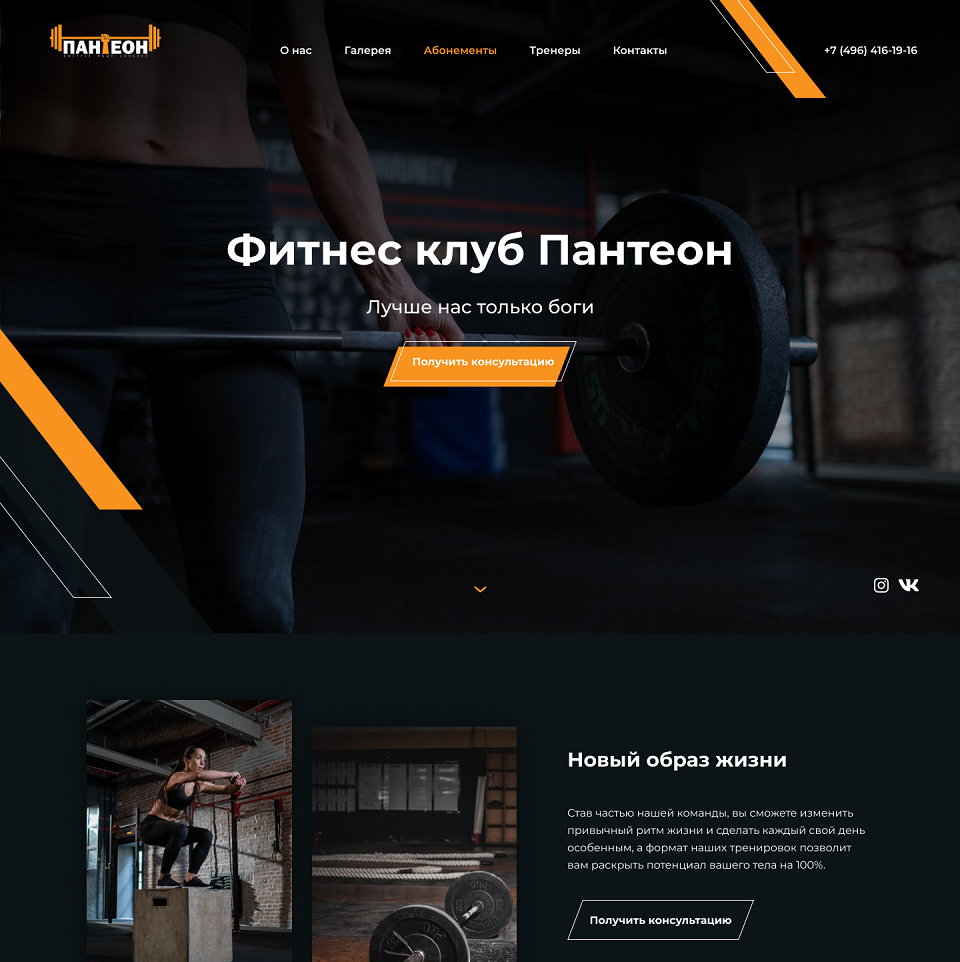 ПАНТЕОН
О нас
Галерея
Абонементы
Тренеры
Контакты
+7 (496) 416-19-16
Фитнес клуб Пантеон
Лучше нас только боги
Получить консультацию
Новый образ жизни
Став частью нашей команды, вы сможете изменить
привычный ритм жизни и сделать каждый свой день
особенным, а формат наших тренировок позволит
вам раскрыть потенциал вашего тела на 100%.
Получить консультацию